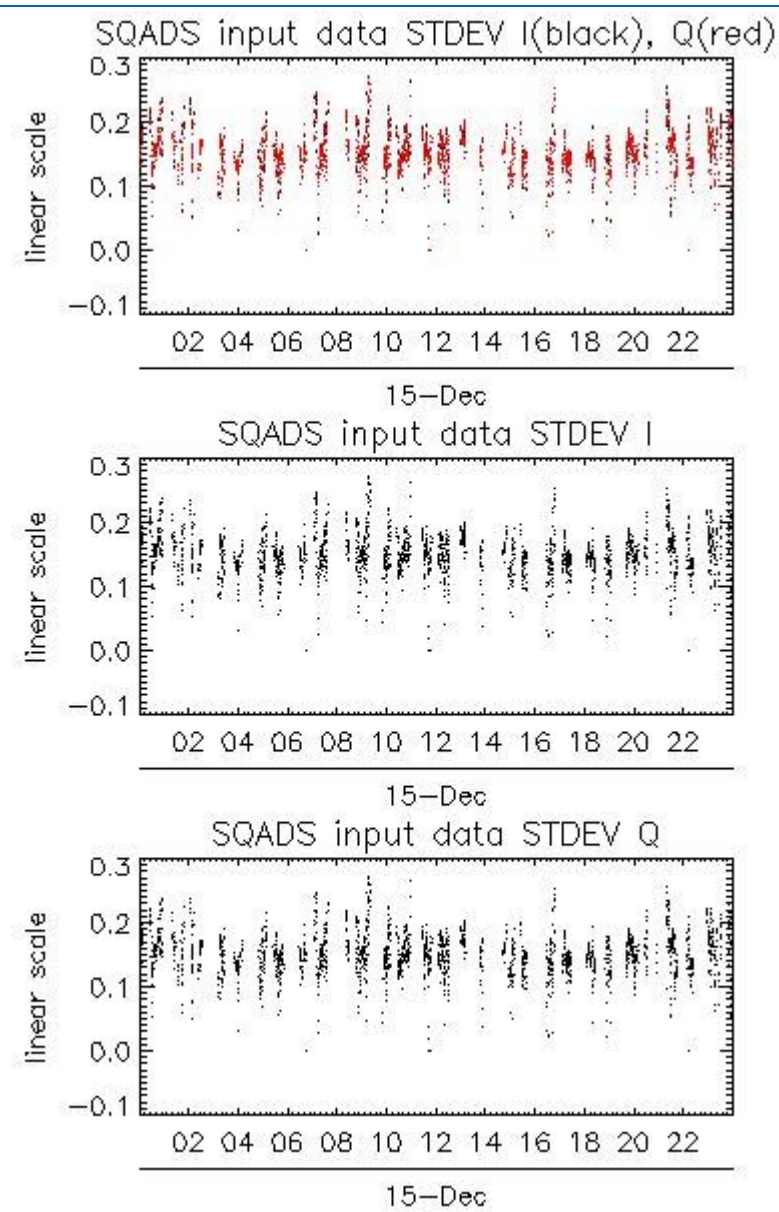 SQADS input data STDEV I(black), Q(red)
0.3
0.2
0.1
0.0
−0.1
linear scale
02 04 06 08 10 12 14 16 18 20 22
15−Dec
SQADS input data STDEV I
0.3
0.2
0.1
0.0
−0.1
linear scale
02 04 06 08 10 12 14 16 18 20 22
15−Dec
SQADS input data STDEV Q
0.3
0.2
0.1
0.0
−0.1
linear scale
02 04 06 08 10 12 14 16 18 20 22
15−Dec